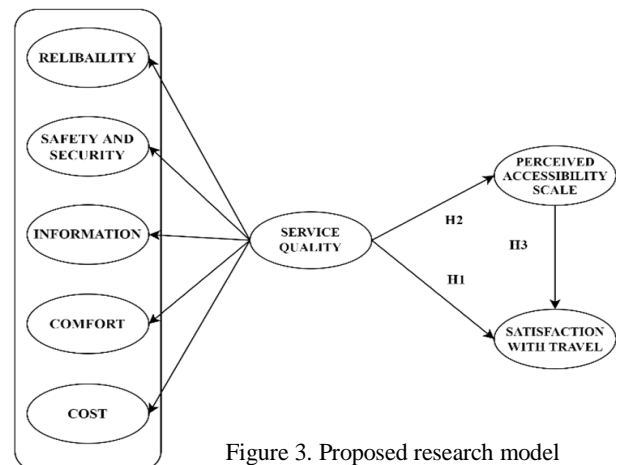 RELIBAILITY
SAFETY AND
SECURITY
INFORMATION
COMFORT
COST
SERVICE
QUALITY
H2
H1
PERCEIVED
ACCESSIBILITY
SCALE
H3
SATISFACTION
WITH TRAVEL
Figure 3. Proposed research model